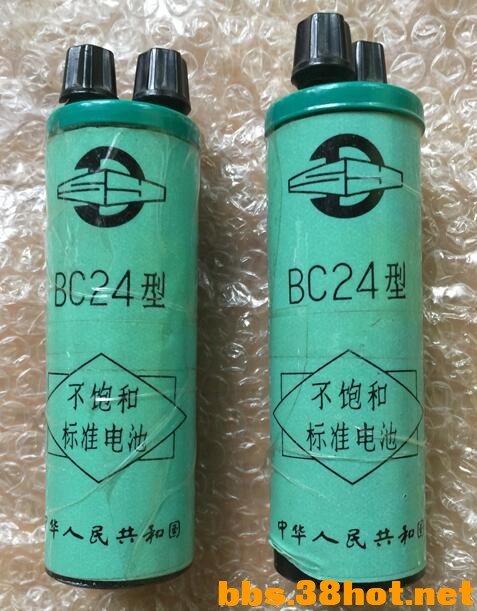 BC24型
不饱和
标准电池
中华人民共和国
BC24型
不饱和
标准电池
中华人民共和国
bbs.38hot.net